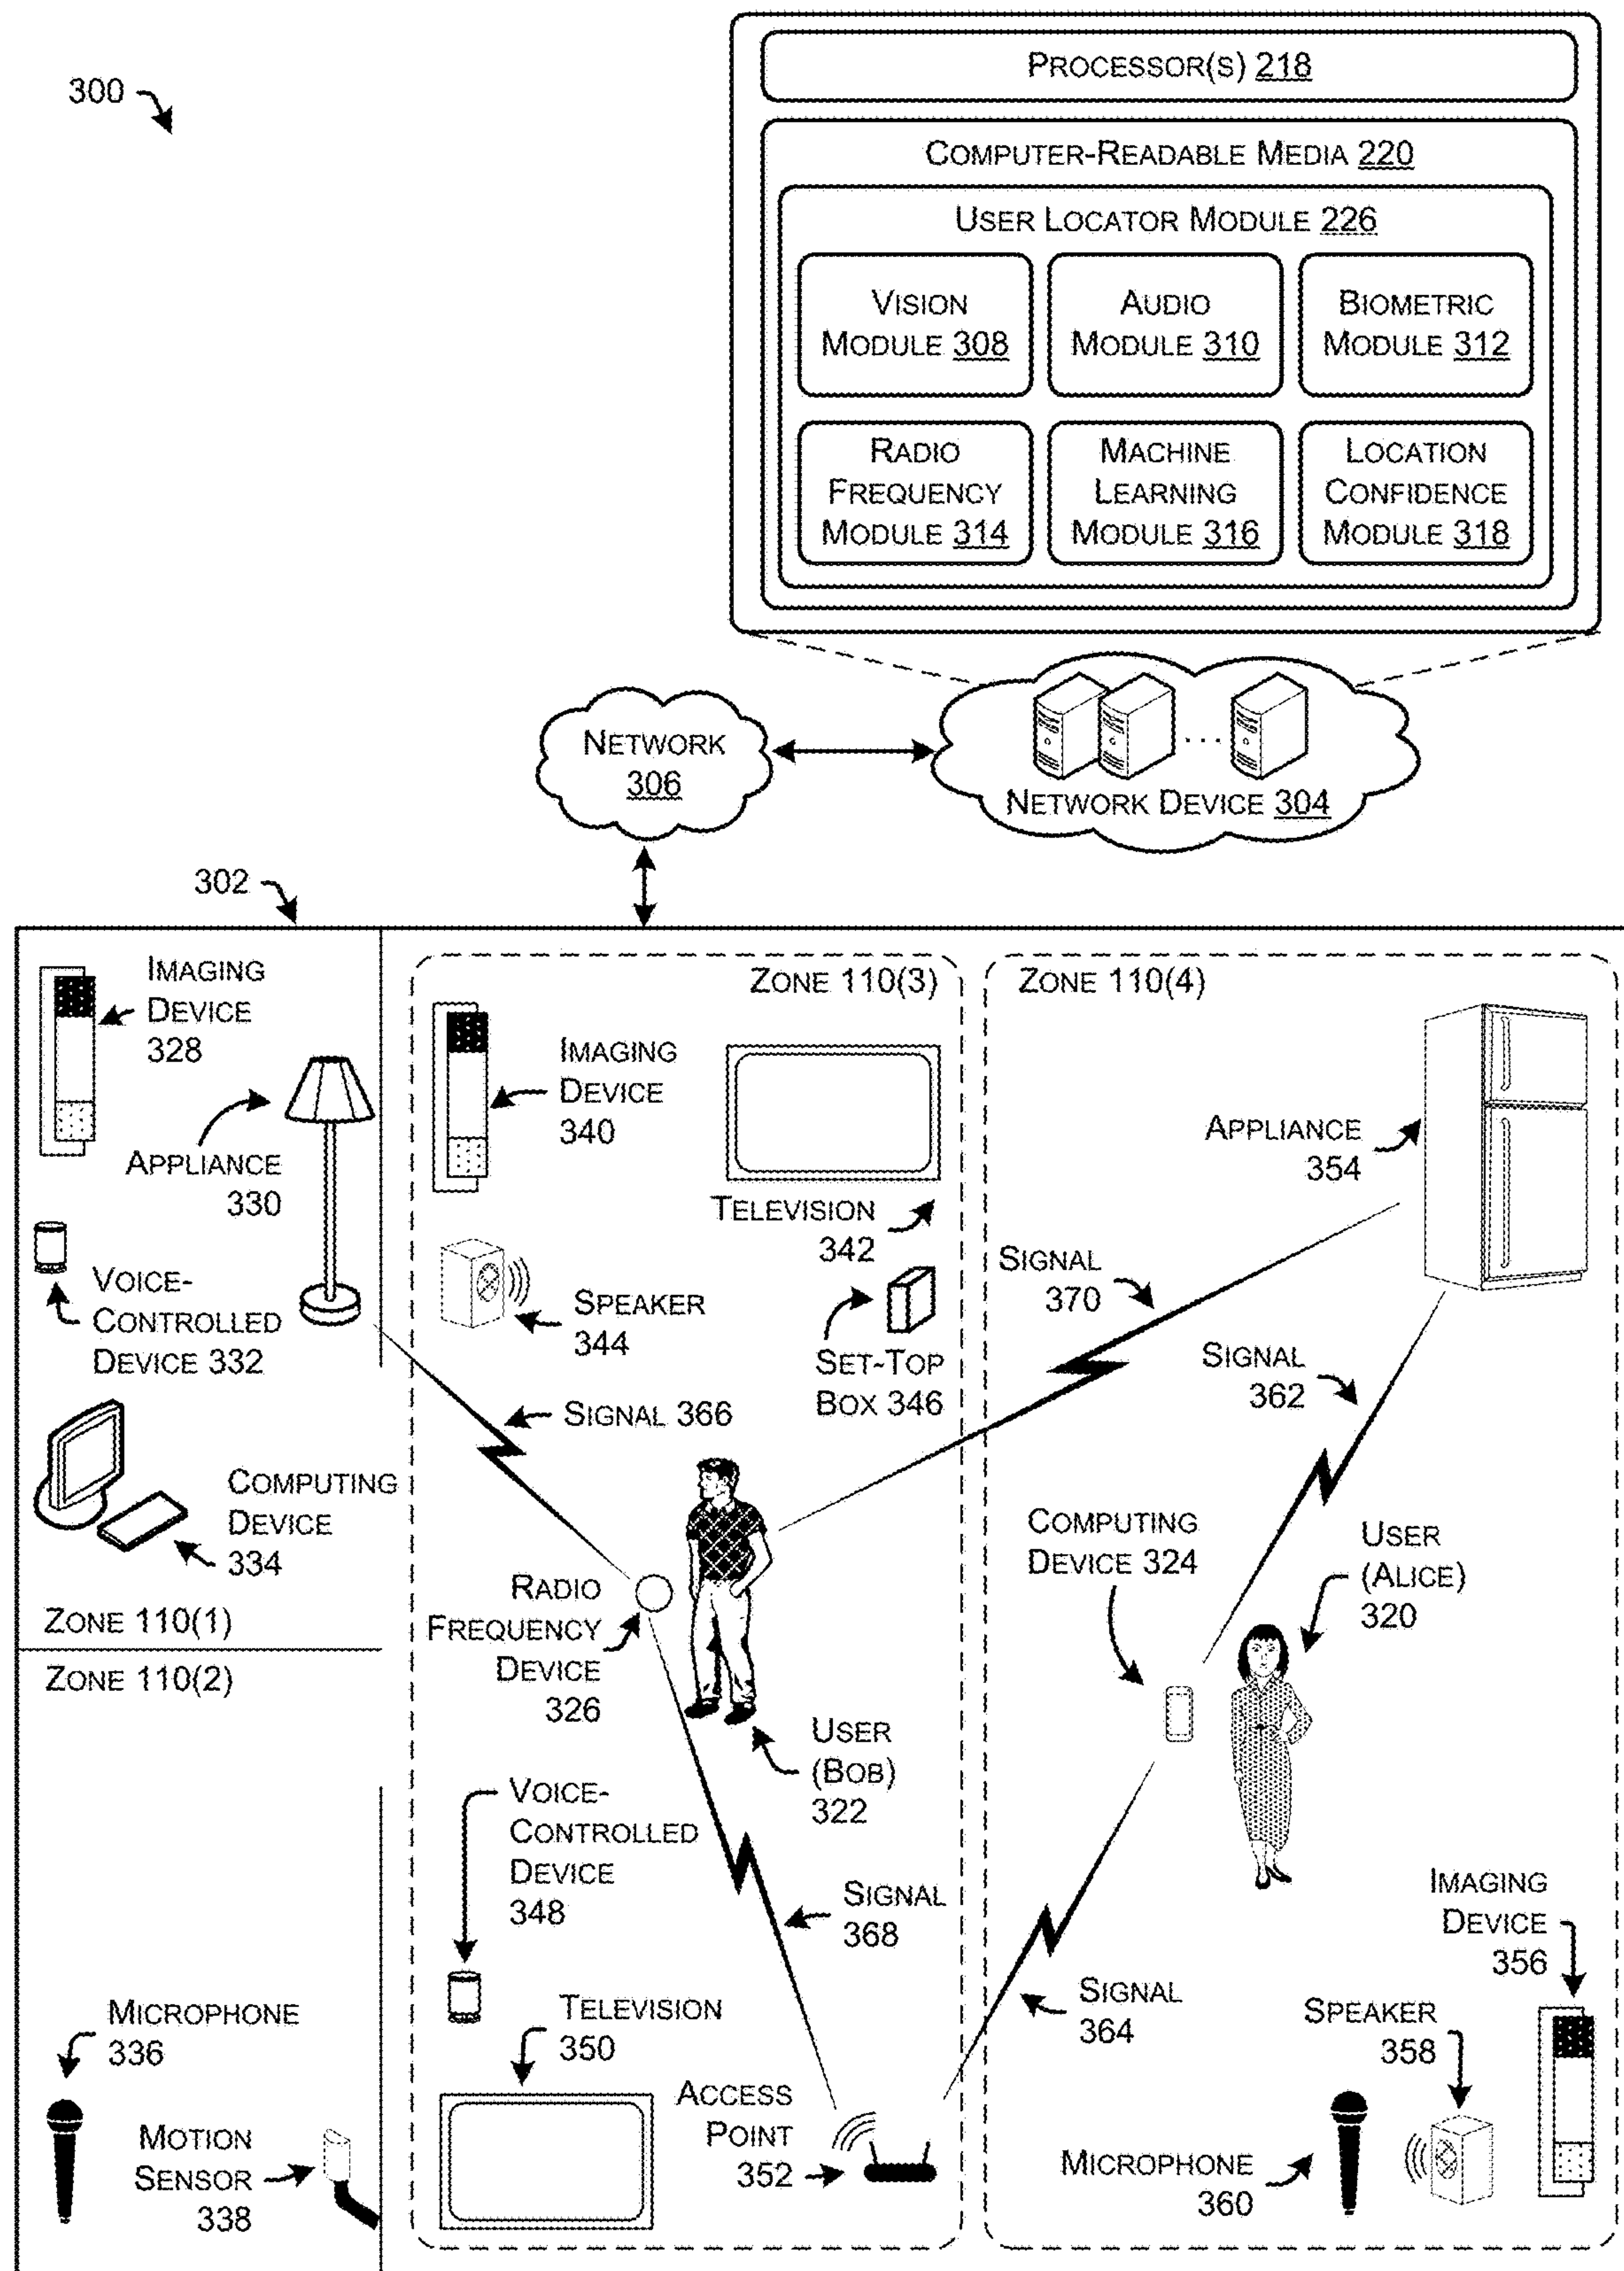 300
PROCESSOR(S) 218
COMPUTER-READABLE MEDIA 220
USER LOCATOR MODULE 226
VISION
MODULE 308
AUDIO
MODULE 310
BIOMETRIC
MODULE 312
RADIO
FREQUENCY
MODULE 314
MACHINE
LEARNING
MODULE 316
LOCATION
CONFIDENCE
MODULE 318
NETWORK
306
NETWORK DEVICE 304
...
302
IMAGING
DEVICE
328
APPLIANCE
330
VOICE-
CONTROLLED
DEVICE 332
COMPUTING
DEVICE
334
ZONE 110(1)
ZONE 110(2)
MICROPHONE
336
MOTION
SENSOR
338
ZONE 110(3)
IMAGING
DEVICE
340
TELEVISION
342
SPEAKER
344
SET-TOP
BOX 346
SIGNAL 366
RADIO
FREQUENCY
DEVICE
326
USER
(BOB)
322
VOICE-
CONTROLLED
DEVICE
348
SIGNAL
368
TELEVISION
350
ACCESS
POINT
352
ZONE 110(4)
APPLIANCE
354
SIGNAL
370
SIGNAL
362
COMPUTING
DEVICE 324
USER
(ALICE)
320
SIGNAL
364
IMAGING
DEVICE
356
SPEAKER
358
MICROPHONE
360